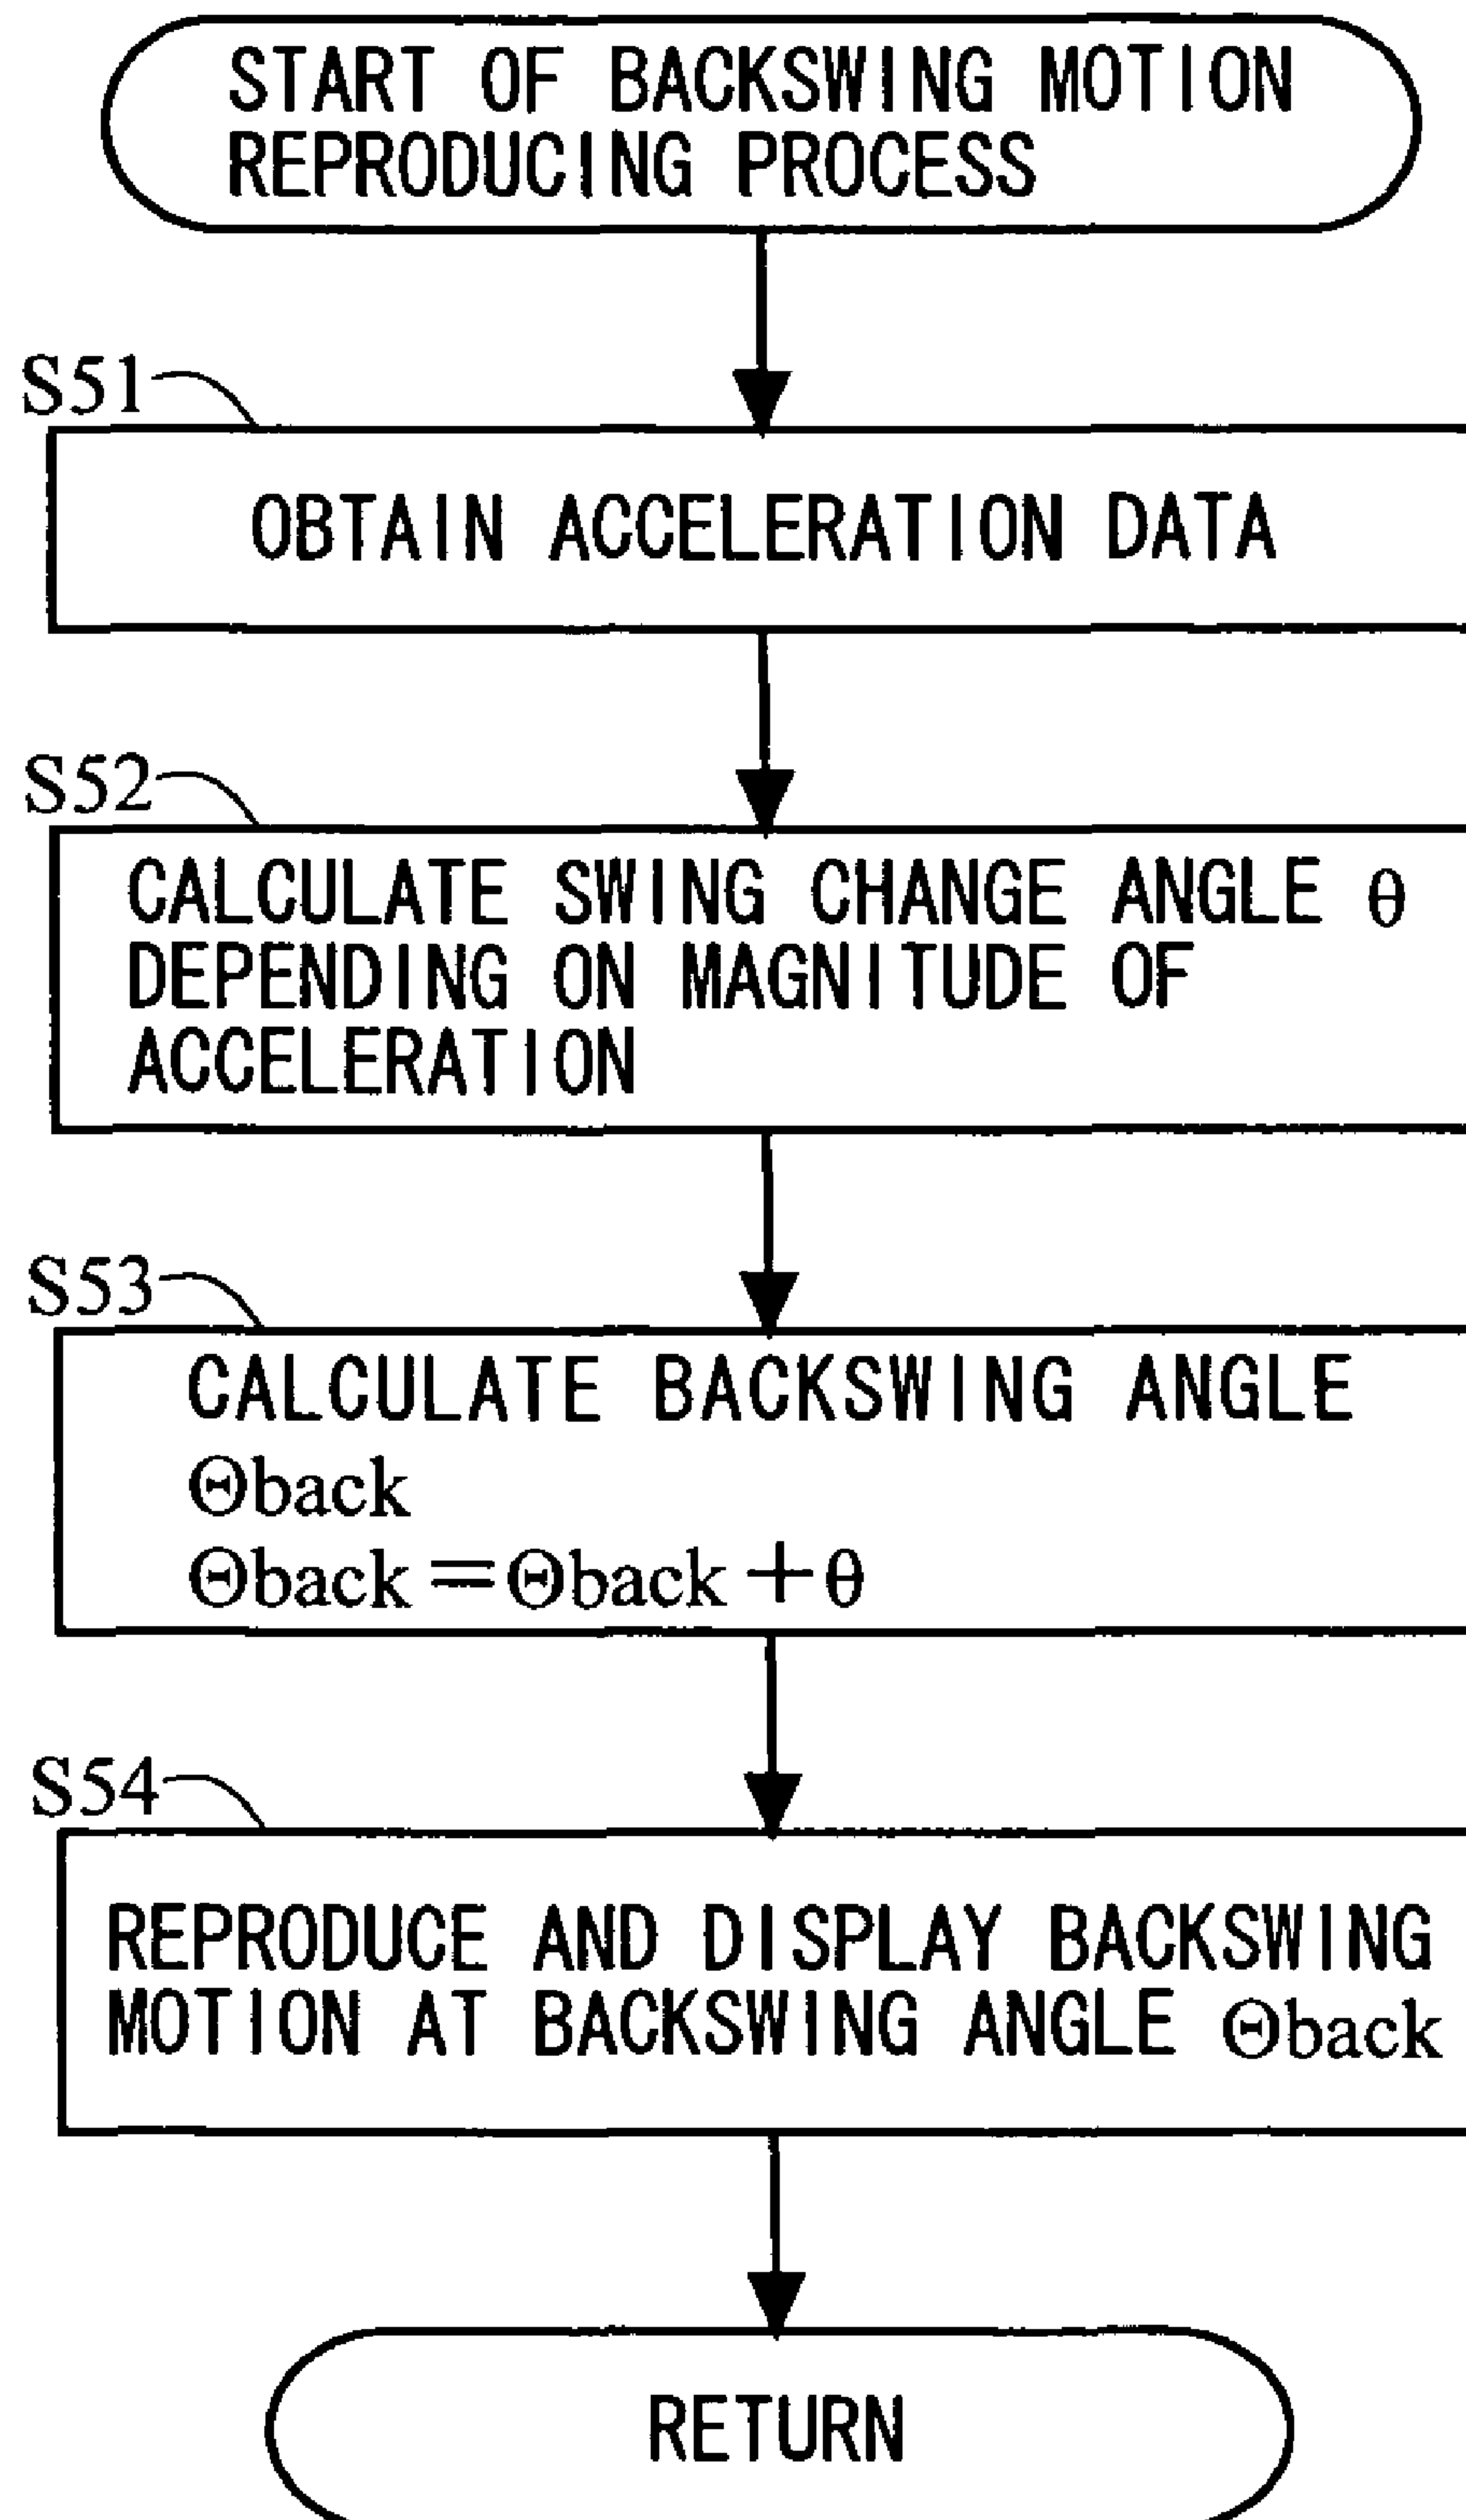 START OF BACKSWING MOTION
REPRODUCING PROCESS
S51
OBTAIN ACCELERATION DATA
S52
CALCULATE SWING CHANGE ANGLE θ
DEPENDING ON MAGNITUDE OF
ACCELERATION
S53
CALCULATE BACKSWING ANGLE
Θback
Θback=Θback+θ
S54
REPRODUCE AND DISPLAY BACKSWING
MOTION AT BACKSWING ANGLE Θback
RETURN